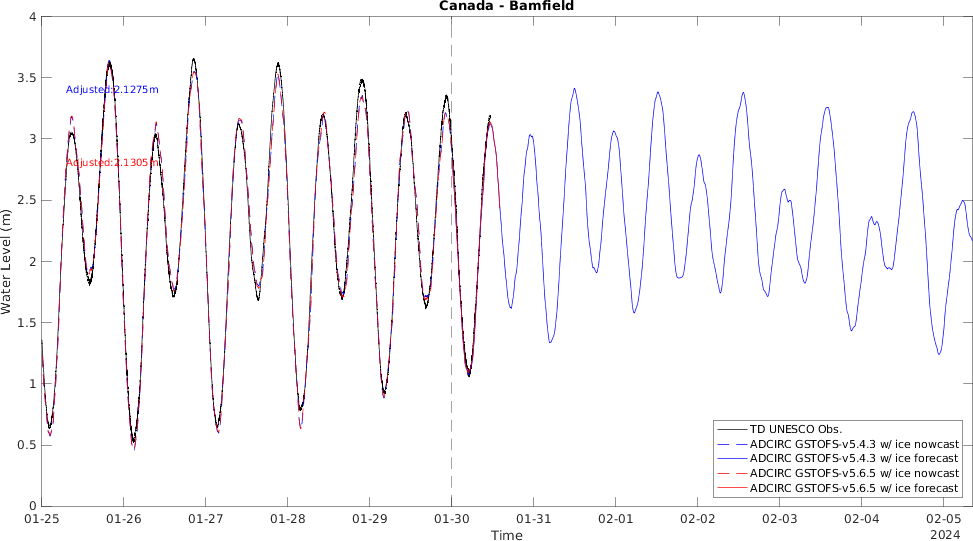 Canada - Bamfield
Water Level (m)
4
3.5
3
2.5
2
1.5
1
0.5
0
Adjusted:2.1275m
Adjusted:2.1305m
TD UNESCO Obs.
ADCIRC GSTOFS-v5.4.3 w/ ice nowcast
ADCIRC GSTOFS-v5.4.3 w/ ice forecast
ADCIRC GSTOFS-v5.6.5 w/ ice nowcast
ADCIRC GSTOFS-v5.6.5 w/ ice forecast
01-25 01-26 01-27 01-28 01-29 01-30 01-31 02-01 02-02 02-03 02-04 02-05
Time
2024